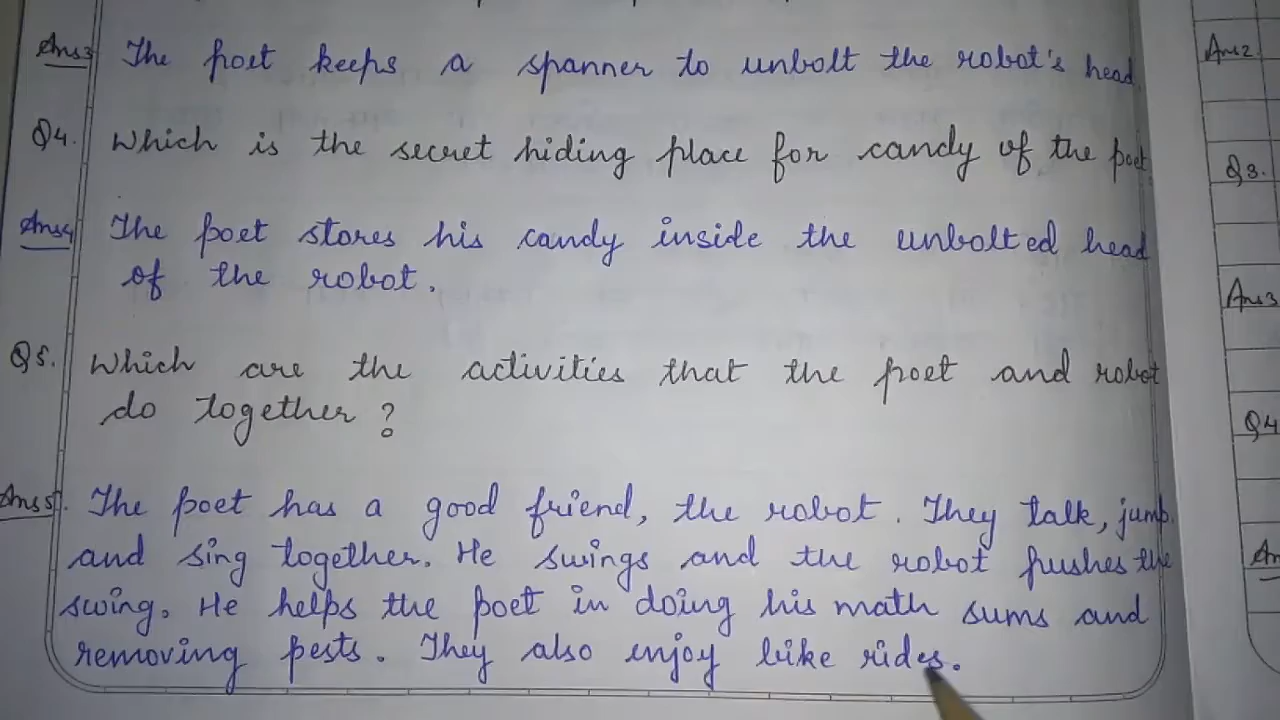 Ans3 The poet keeps a spanner to unbolt the robot's head.
Q4. Which is the secret hiding place for candy of the poet
Ans4 The poet stores his candy inside the unbolted head
of the robot.
Q5. Which are the activities that the poet and robot
do together?
Ans5. The poet has a good friend, the robot. They talk, jump
and sing together. He swings and the robot pushes the
swing. He helps the poet in doing his math sums and
removing pests. They also enjoy bike rides.
Ans2
Q3.
Ans3
Q4